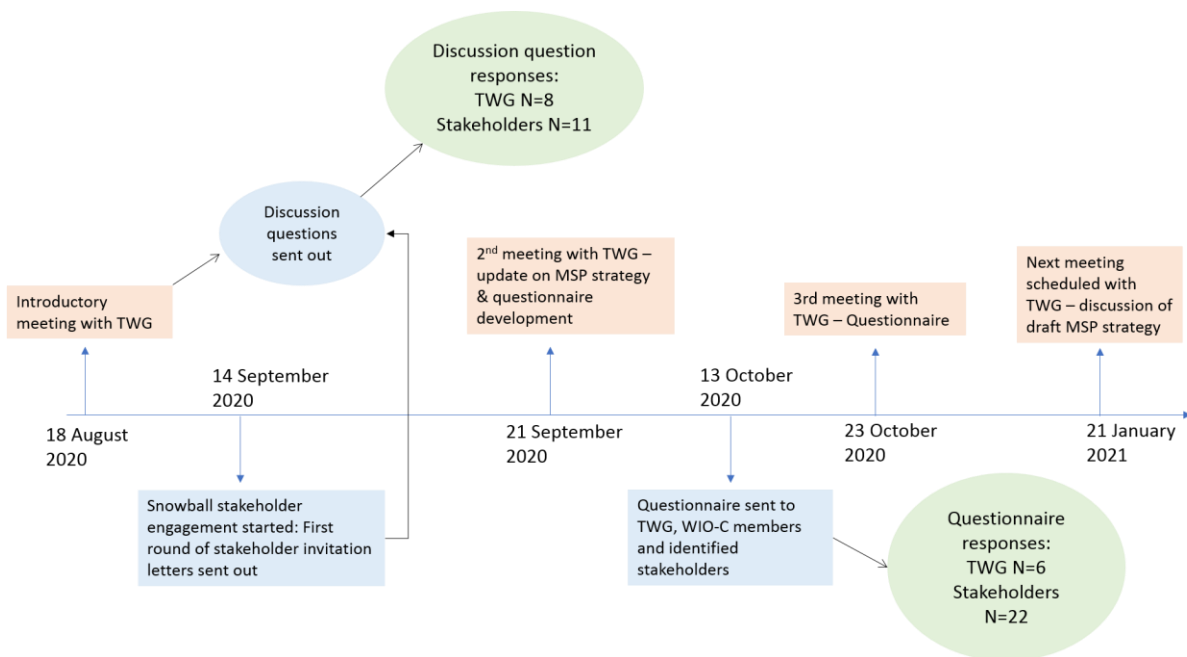 Discussion question
responses:
TWG N=8
Stakeholders N=11
Discussion
questions
sent out
Introductory
meeting with TWG
2nd meeting with TWG –
update on MSP strategy
& questionnaire
development
3rd meeting with
TWG – Questionnaire
Next meeting
scheduled with
TWG – discussion of
draft MSP strategy
14 September
2020
13 October
2020
18 August
2020
21 September
2020
23 October
2020
21 January
2021
Snowball stakeholder
engagement started: First
round of stakeholder invitation
letters sent out
Questionnaire sent to
TWG, WIO-C members
and identified
stakeholders
Questionnaire
responses:
TWG N=6
Stakeholders
N=22